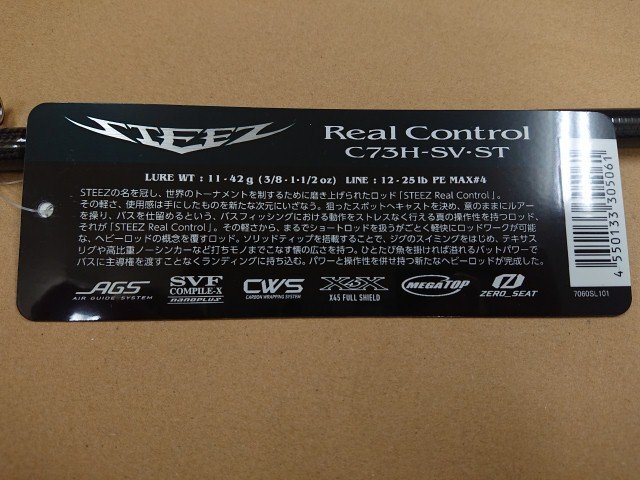 STEEZ
Real Control
C73H-SV・ST
LURE WT : 11 - 42 g (3/8 - 1・1/2 oz) LINE : 12 - 25 lb PE MAX#4
STEEZの名を冠し、世界のトーナメントを制するために磨き上げられたロッド「STEEZ Real Control」。
その軽さ、使用感は手にしたものを新たな次元にいざなう。狙ったスポットへキャストを決め、意のままにルアー
を操り、バスを仕留めるという、バスフィッシングにおける動作をストレスなく行える真の操作性を持つロッド、
それが「STEEZ Real Control」。その軽さから、まるでショートロッドを扱うがごとく軽快にロッドワークが可能
な、ヘビーロッドの概念を覆すロッド。ソリッドティップを搭載することで、ジグのスイミングをはじめ、テキサス
リグや高比重ノーシンカーなど打ちモノまでこなす懐の広さを持つ。ひとたび魚を掛ければ溢れるバットパワーで
バスに主導権を渡すことなくランディングに持ち込む。パワーと操作性を併せ持つ新たなヘビーロッドが完成した。
AGS
AIR GUIDE SYSTEM
SVF
COMPILE-X
nanoplus
CWS
CARBON WRAPPING SYSTEM
X45
X45 FULL SHIELD
MEGATOP
ZERO_SEAT
7060SL101
4 550133 305061